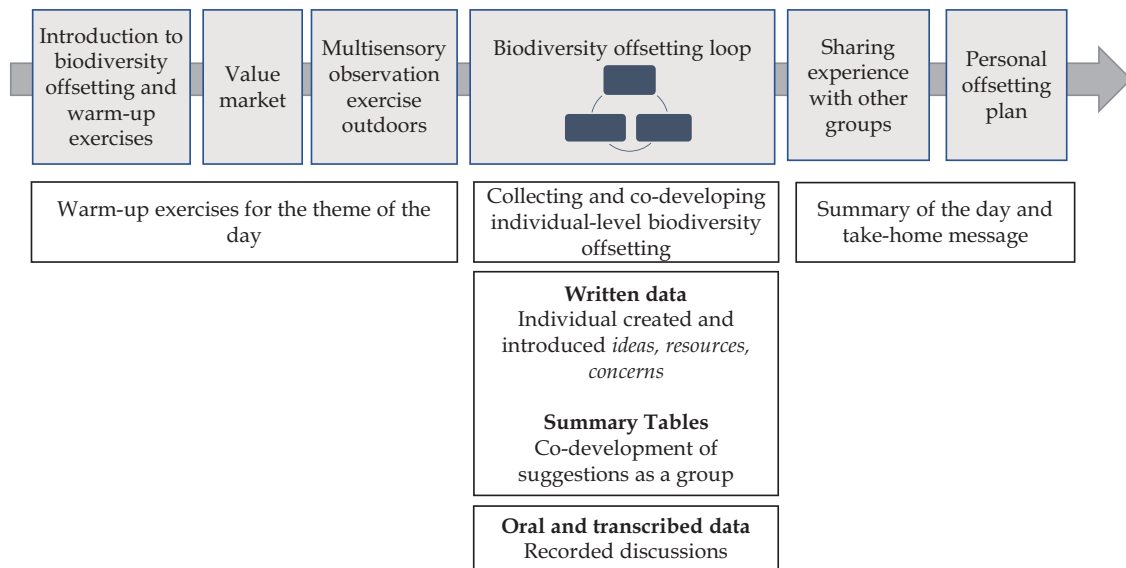 Introduction to
biodiversity
offsetting and
warm-up
exercises
Value
market
Multisensory
observation
exercise
outdoors
Biodiversity offsetting loop
Sharing
experience
with other
groups
Personal
offsetting
plan
Warm-up exercises for the theme of the
day
Collecting and co-developing
individual-level biodiversity
offsetting
Summary of the day and
take-home message
Written data
Individual created and
introduced ideas, resources,
concerns
Summary Tables
Co-development of
suggestions as a group
Oral and transcribed data
Recorded discussions